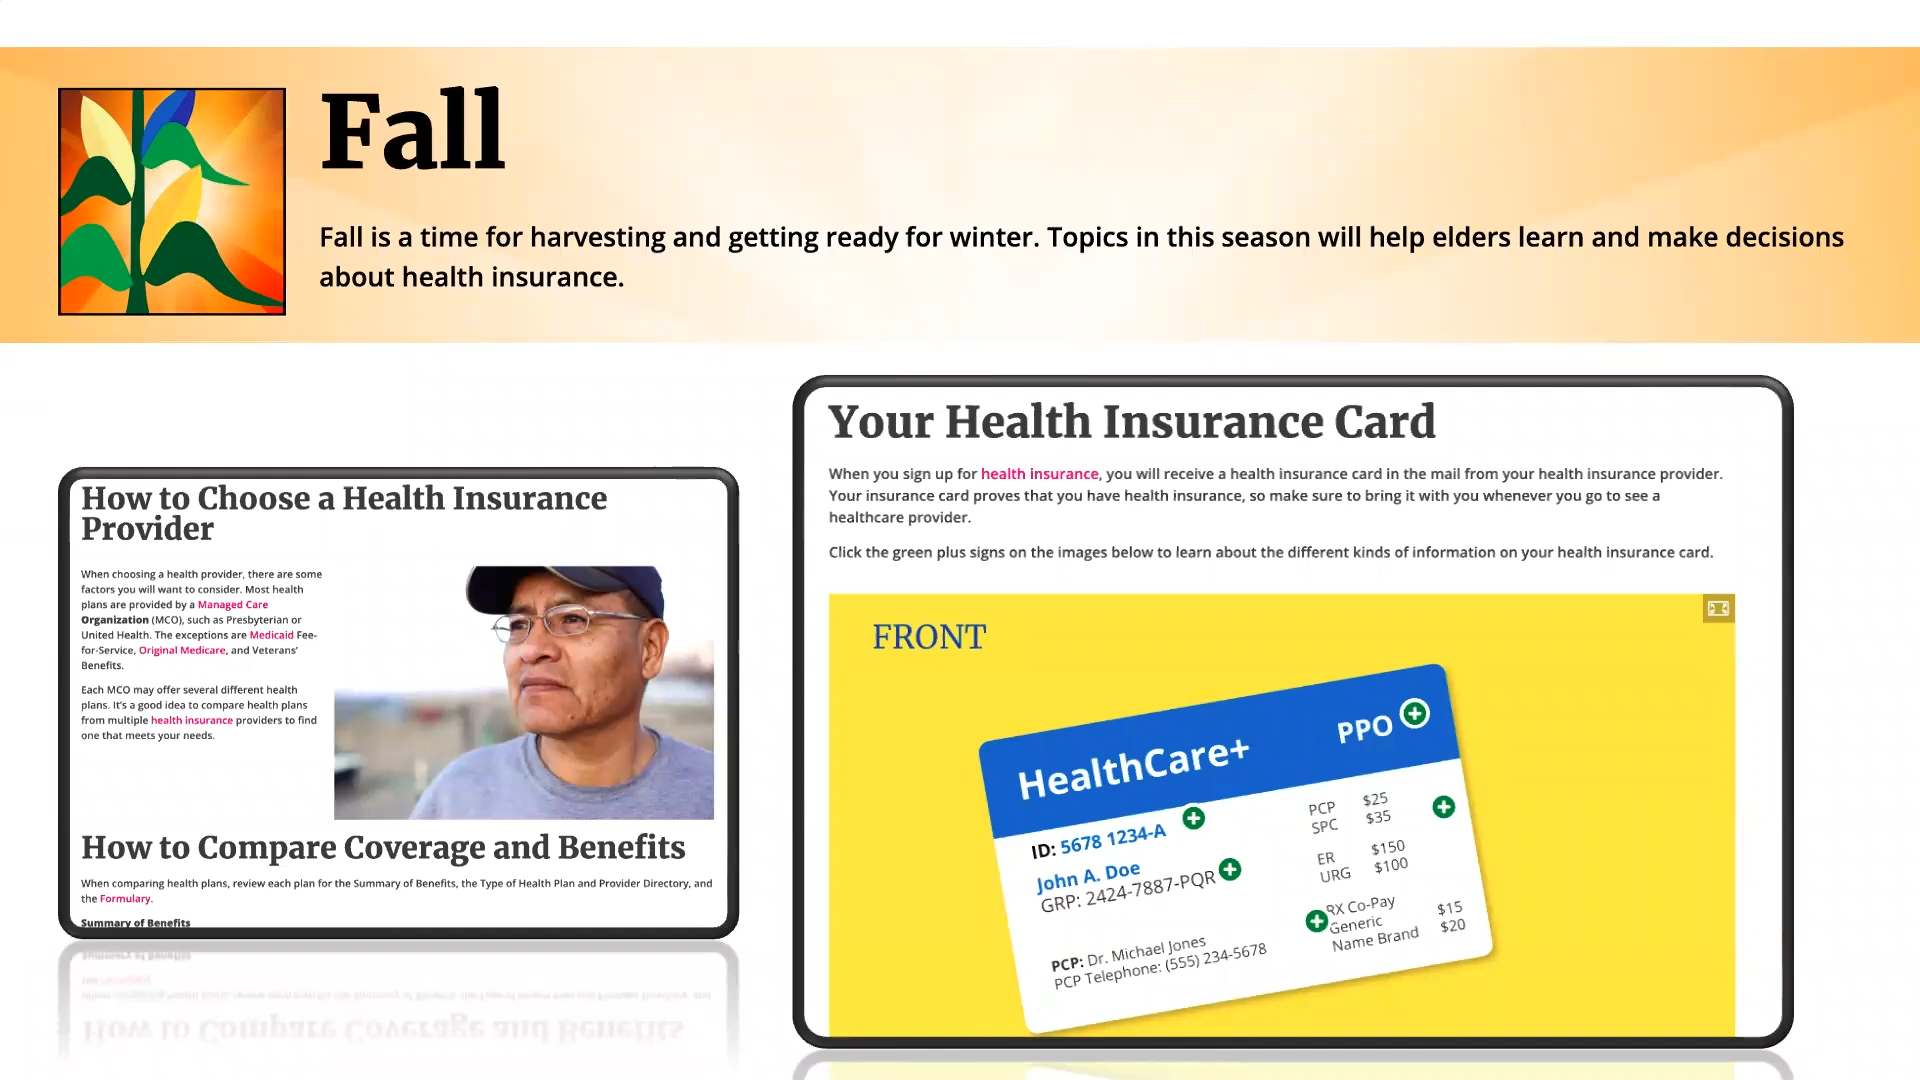 Fall
Fall is a time for harvesting and getting ready for winter. Topics in this season will help elders learn and make decisions
about health insurance.
How to Choose a Health Insurance
Provider
When choosing a health provider, there are some
factors you will want to consider. Most health
plans are provided by a Managed Care
Organization (MCO), such as Presbyterian or
United Health. The exceptions are Medicaid Fee-
for-Service, Original Medicare, and Veterans'
Benefits.
Each MCO may offer several different health
plans. It's a good idea to compare health plans
from multiple health insurance providers to find
one that meets your needs.
How to Compare Coverage and Benefits
When comparing health plans, review each plan for the Summary of Benefits, the Type of Health Plan and Provider Directory, and
the Formulary.
Summary of Benefits
Your Health Insurance Card
When you sign up for health insurance, you will receive a health insurance card in the mail from your health insurance provider.
Your insurance card proves that you have health insurance, so make sure to bring it with you whenever you go to see a
healthcare provider.
Click the green plus signs on the images below to learn about the different kinds of information on your health insurance card.
FRONT
HealthCare+ PPO
ID: 5678 1234-A
John A. Doe
GRP: 2424-7887-PQR
PCP: Dr. Michael Jones
PCP Telephone: (555) 234-5678
PCP $25
SPC $35
ER $150
URG $100
RX Co-Pay
Generic $15
Name Brand $20